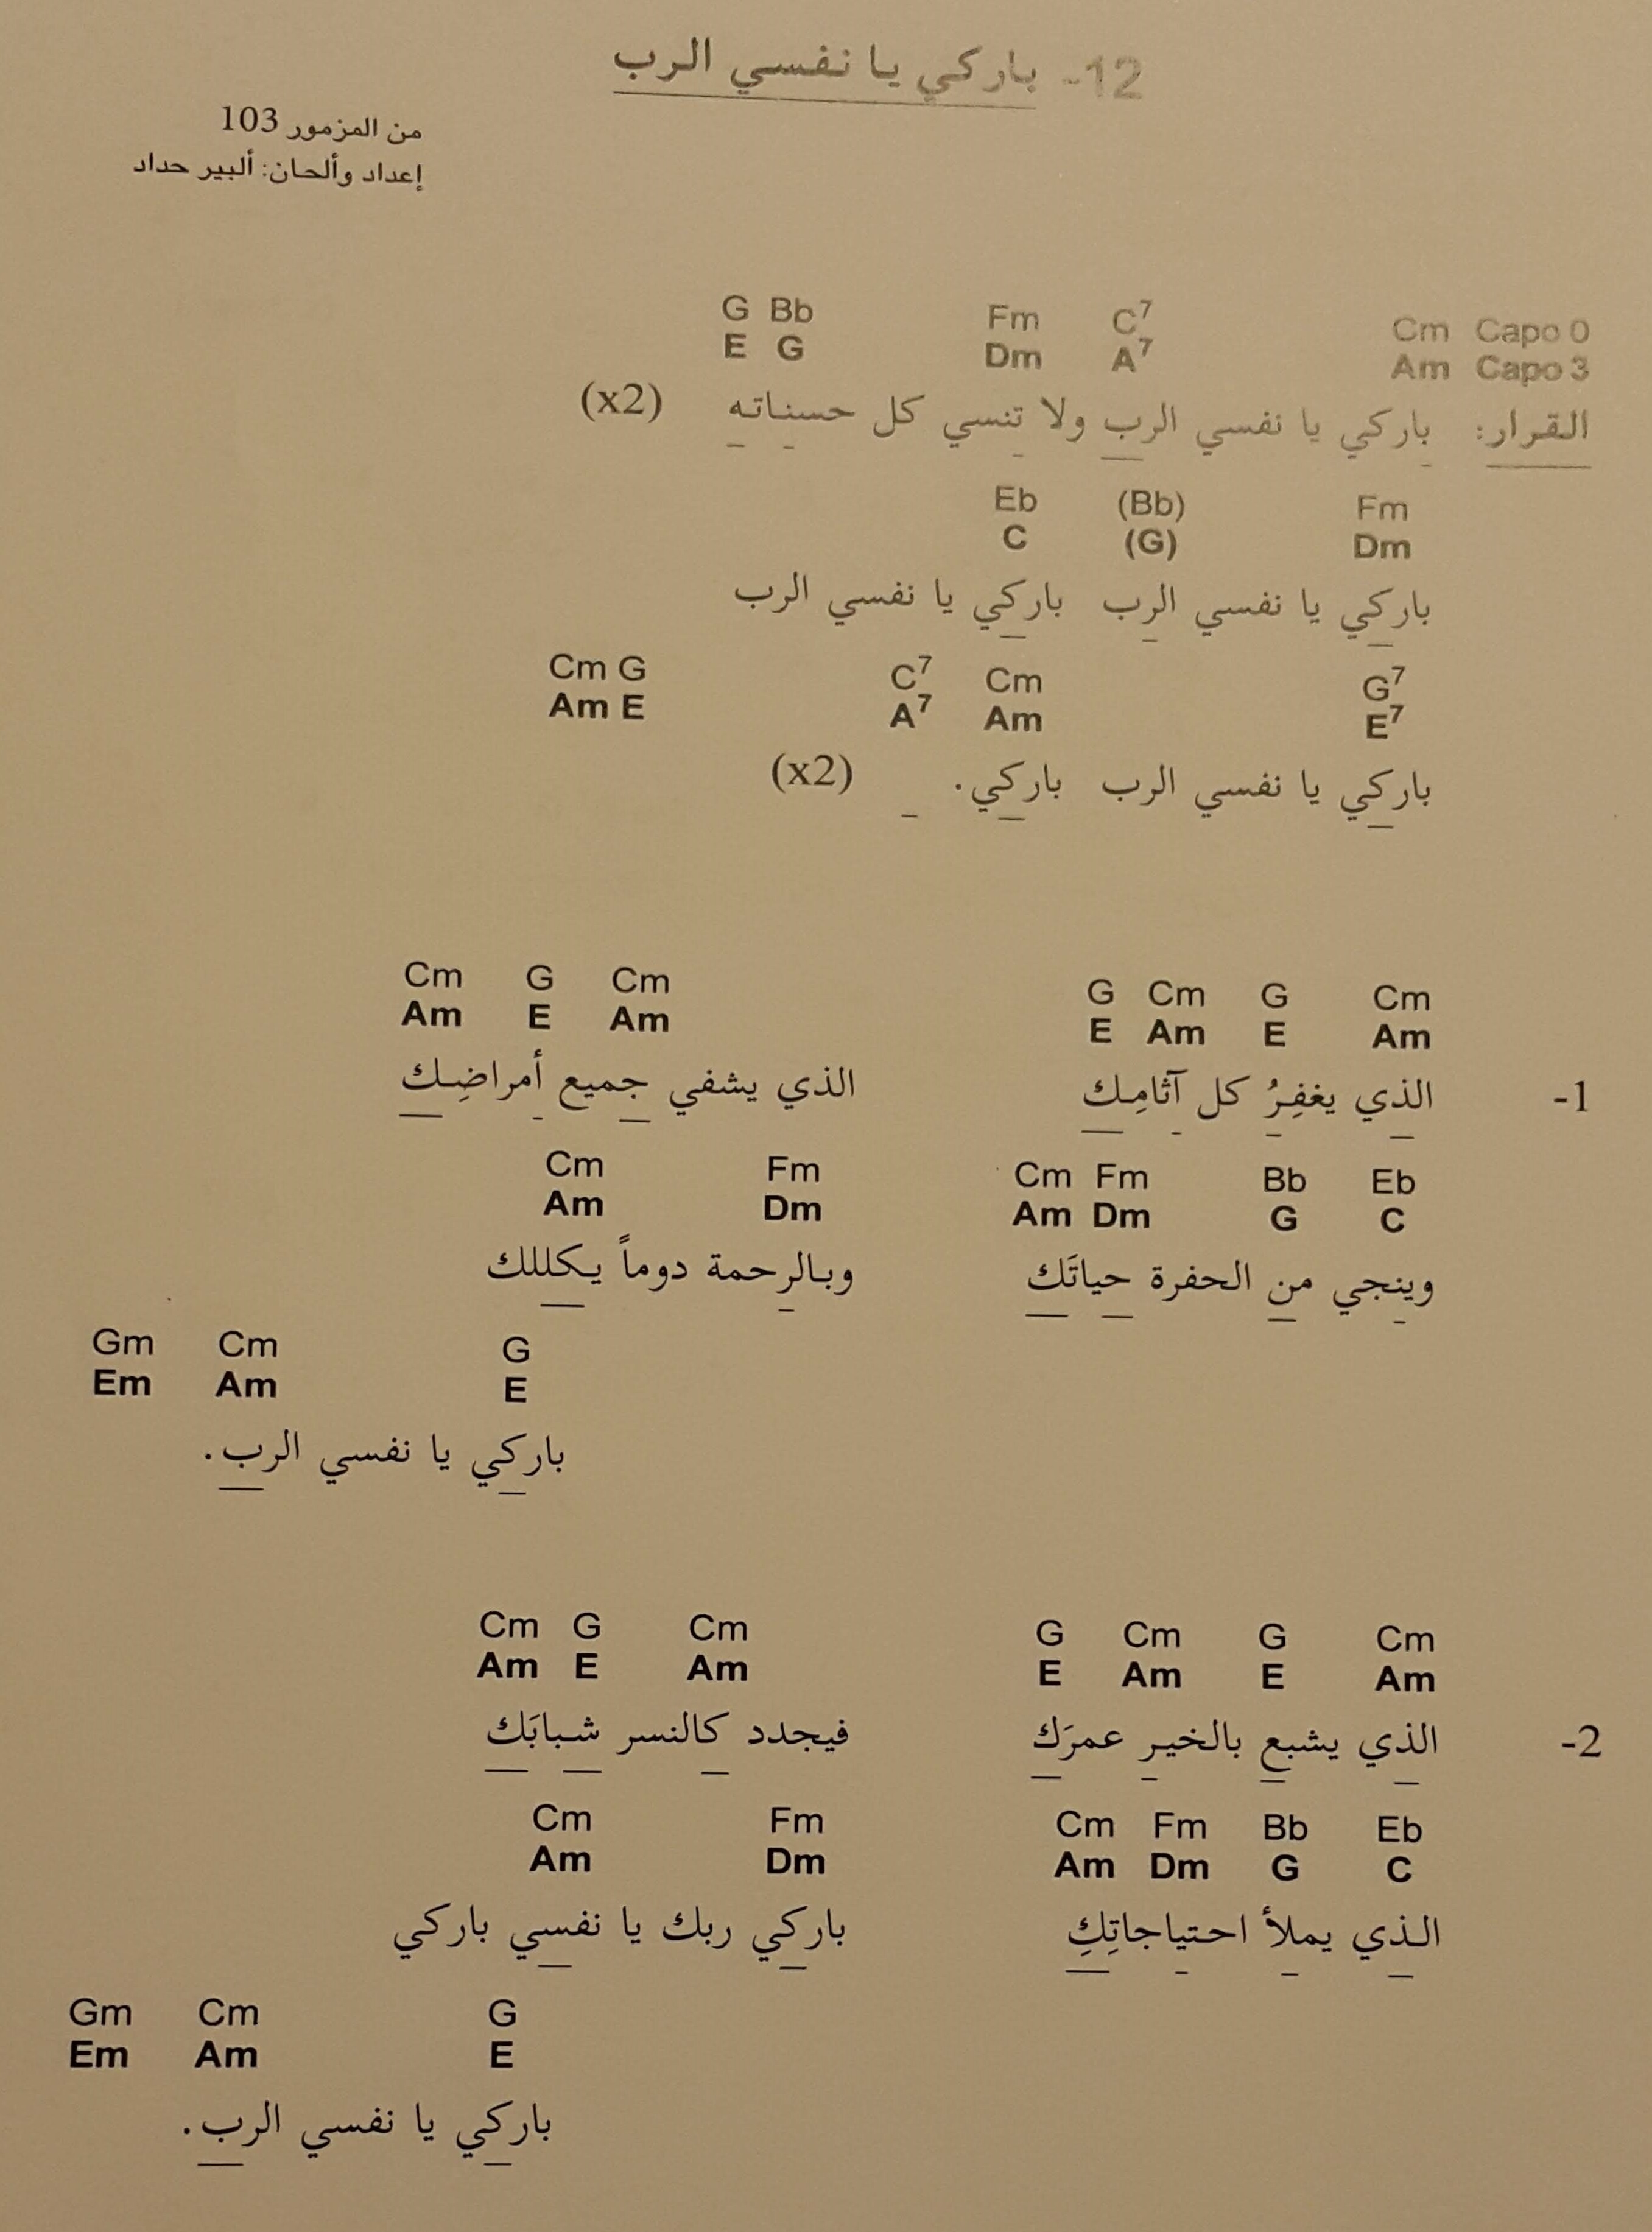 12- باركي يا نفسي الرب
من المزمور 103
إعداد وألحان: ألبير حداد
Capo 0 Cm C7 Fm Bb G
Capo 3 Am A7 Dm G E
القرار: باركي يا نفسي الرب ولا تنسي كل حسناته (x2)
Fm (Bb) Eb
Dm (G) C
باركي يا نفسي الرب باركي يا نفسي الرب
G7 Cm C7 G Cm
E7 Am A7 E Am
باركي يا نفسي الرب باركي. (x2)
Cm G Cm G Cm G Cm
Am E Am E Am E Am
1- الذي يغفِرُ كل آثامِك الذي يشفي جميع أمراضِك
Eb Bb Fm Cm Fm Cm
C G Dm Am Dm Am
وينجي من الحفرة حياتَك وبالرحمة دوماً يكللك
G Cm Gm
E Am Em
باركي يا نفسي الرب.
Cm G Cm G Cm G Cm
Am E Am E Am E Am
2- الذي يشبع بالخير عمرَك فيجدد كالنسر شبابَك
Eb Bb Fm Cm Fm Cm
C G Dm Am Dm Am
الذي يملأ احتياجاتِكِ باركي ربك يا نفسي باركي
G Cm Gm
E Am Em
باركي يا نفسي الرب.